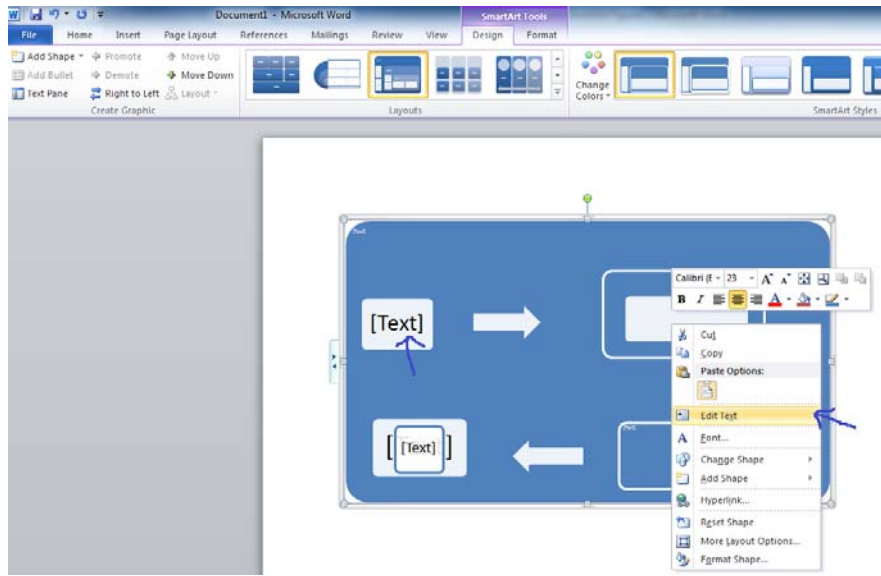 Document1 - Microsoft Word
SmartArt Tools
File Home Insert Page Layout References Mailings Review View Design Format
Add Shape Promote Move Up
Add Bullet Demote Move Down
Text Pane Right to Left Layout
Change Colors
Create Graphic Layouts SmartArt Styles
[Text]
[Text]
[ [Text] ]
[Text]
Calibri (E 23 A A
B I A
Cut
Copy
Paste Options:
Edit Text
Font...
Change Shape
Add Shape
Hyperlink...
Reset Shape
More Layout Options...
Format Shape...